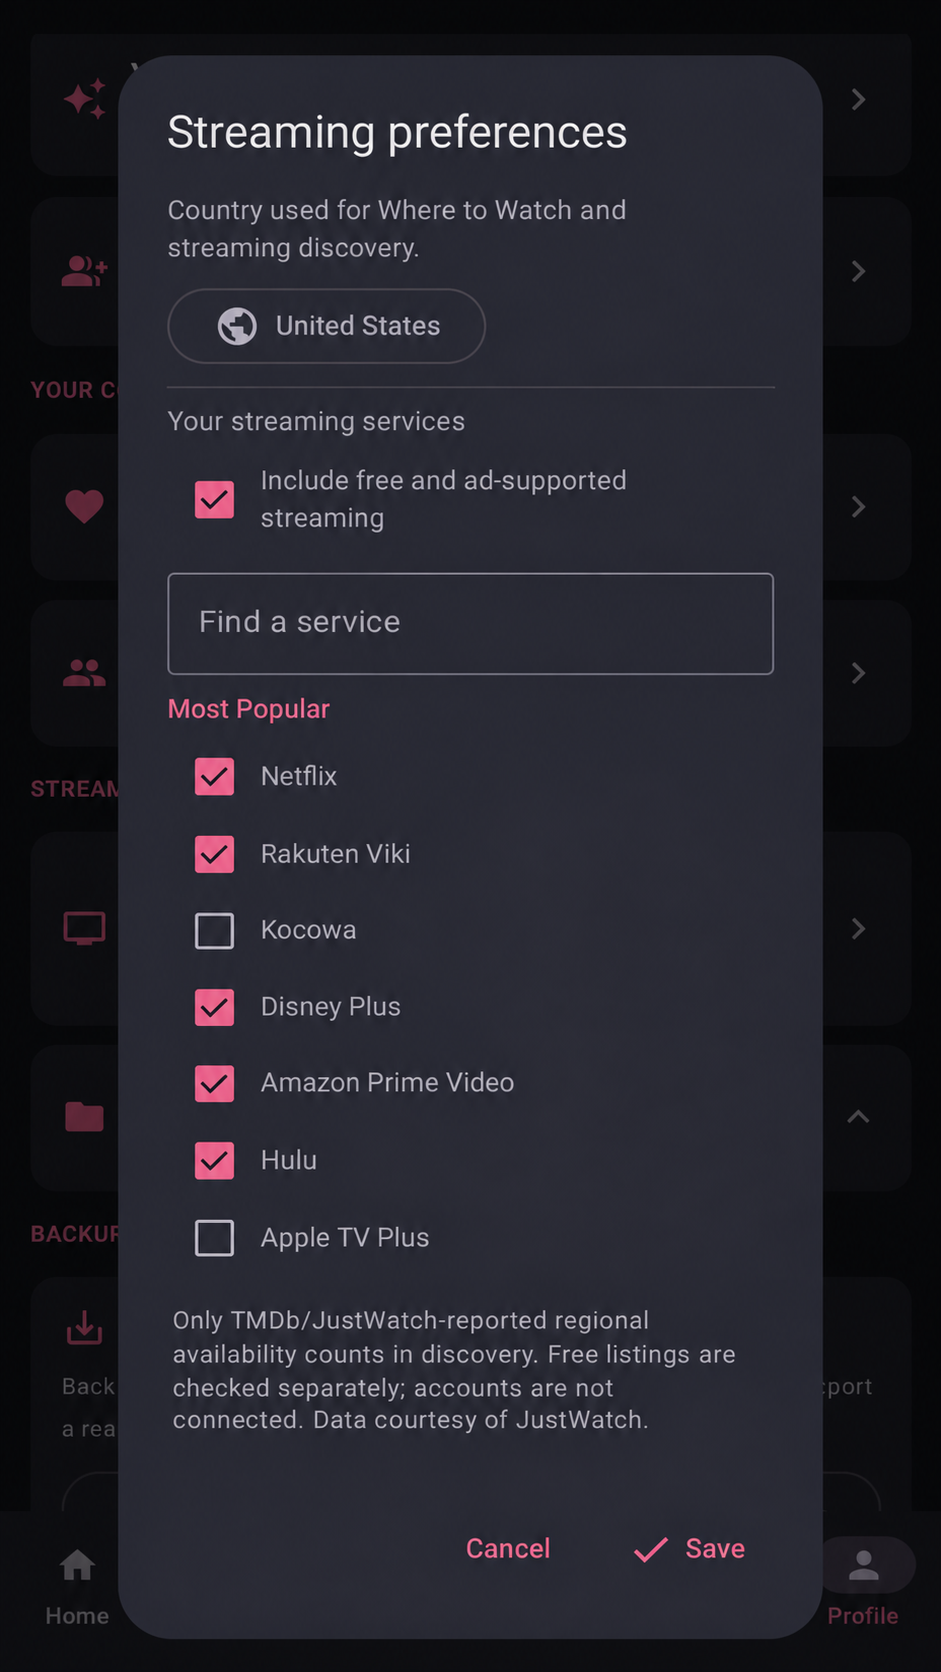 Streaming preferences
Country used for Where to Watch and
streaming discovery.
United States
YOUR C
Your streaming services
Include free and ad-supported
streaming
Find a service
Most Popular
Netflix
STREAM
Rakuten Viki
Kocowa
Disney Plus
Amazon Prime Video
Hulu
BACKUP
Apple TV Plus
Only TMDb/JustWatch-reported regional
availability counts in discovery. Free listings are
checked separately; accounts are not
connected. Data courtesy of JustWatch.
Back
port
a rea
Cancel
Save
Home
Profile